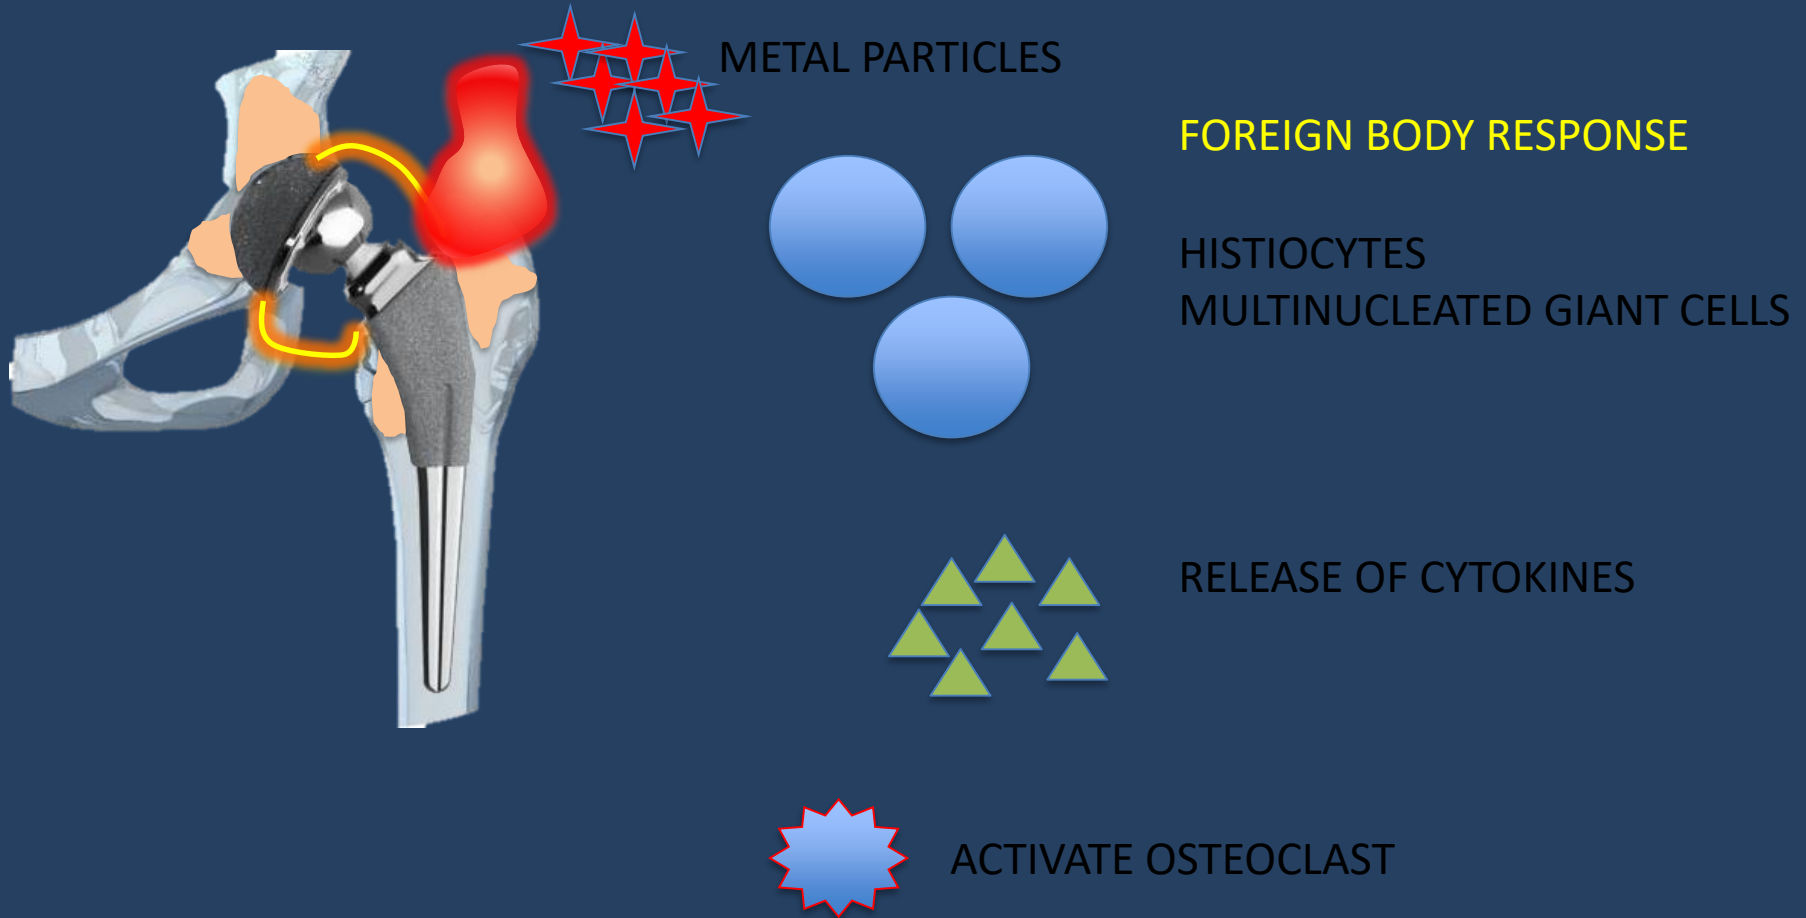 METAL PARTICLES
FOREIGN BODY RESPONSE
HISTIOCYTES
MULTINUCLEATED GIANT CELLS
RELEASE OF CYTOKINES
ACTIVATE OSTEOCLAST